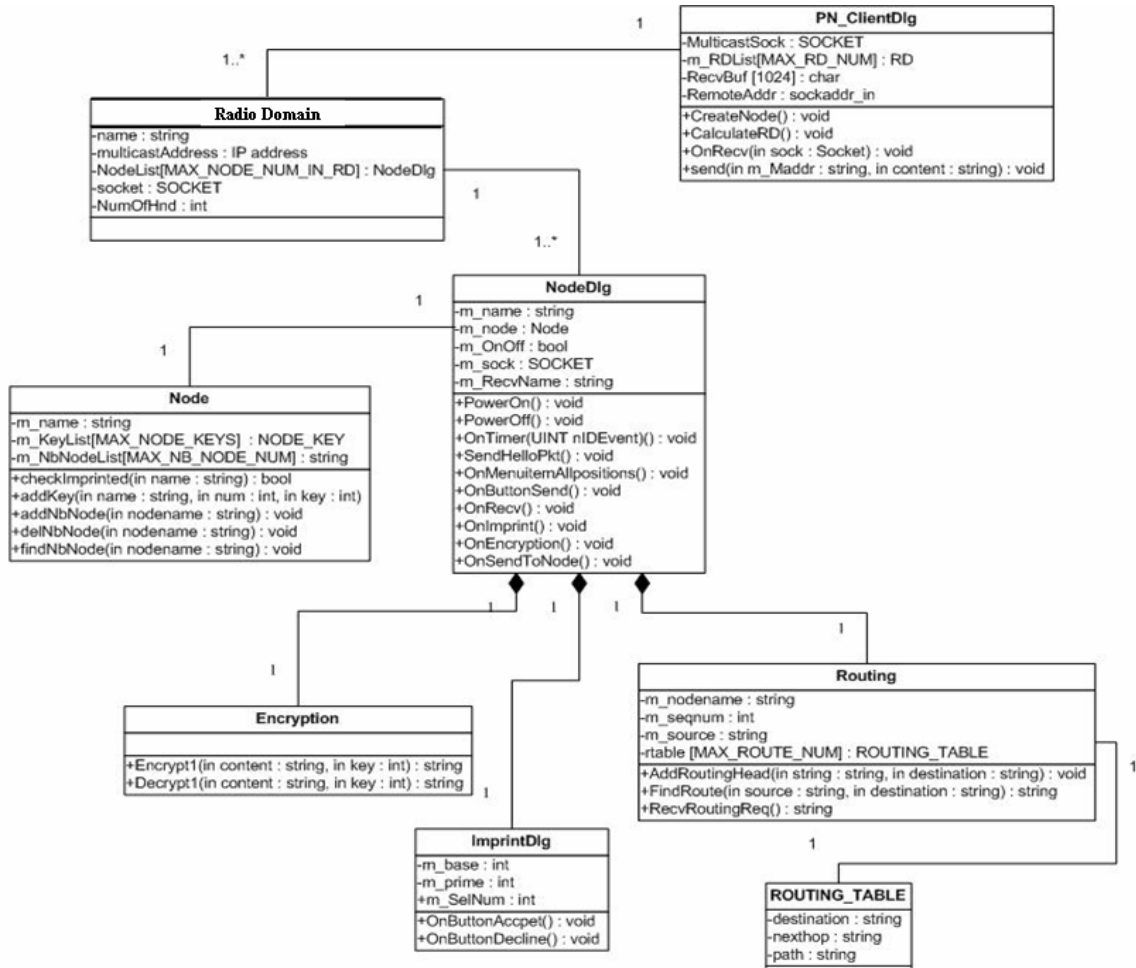 PN_ClientDlg
-MulticastSock : SOCKET
-m_RDList[MAX_RD_NUM] : RD
-RecvBuf [1024] : char
-RemoteAddr : sockaddr_in
+CreateNode() : void
+CalculateRD() : void
+OnRecv(in sock : Socket) : void
+send(in m_Maddr : string, in content : string) : void
1
1..*
Radio Domain
-name : string
-multicastAddress : IP address
-NodeList[MAX_NODE_NUM_IN_RD] : NodeDlg
-socket : SOCKET
-NumOfHnd : int
1
1..*
NodeDlg
-m_name : string
-m_node : Node
-m_OnOff : bool
-m_sock : SOCKET
-m_RecvName : string
+PowerOn() : void
+PowerOff() : void
+OnTimer(UINT nIDEvent)() : void
+SendHelloPkt() : void
+OnMenuitemAllpositions() : void
+OnButtonSend() : void
+OnRecv() : void
+OnImprint() : void
+OnEncryption() : void
+OnSendToNode() : void
1
1
Node
-m_name : string
-m_KeyList[MAX_NODE_KEYS] : NODE_KEY
-m_NbNodeList[MAX_NB_NODE_NUM] : string
+checkImprinted(in name : string) : bool
+addKey(in name : string, in num : int, in key : int)
+addNbNode(in nodename : string) : void
+delNbNode(in nodename : string) : void
+findNbNode(in nodename : string) : void
1
1
1
1
1
1
Encryption
+Encrypt1(in content : string, in key : int) : string
+Decrypt1(in content : string, in key : int) : string
ImprintDlg
-m_base : int
-m_prime : int
+m_SelNum : int
+OnButtonAccpet() : void
+OnButtonDecline() : void
Routing
-m_nodename : string
-m_seqnum : int
-m_source : string
-rtable [MAX_ROUTE_NUM] : ROUTING_TABLE
+AddRoutingHead(in string : string, in destination : string) : void
+FindRoute(in source : string, in destination : string) : string
+RecvRoutingReq() : string
1
1
ROUTING_TABLE
-destination : string
-nexthop : string
-path : string